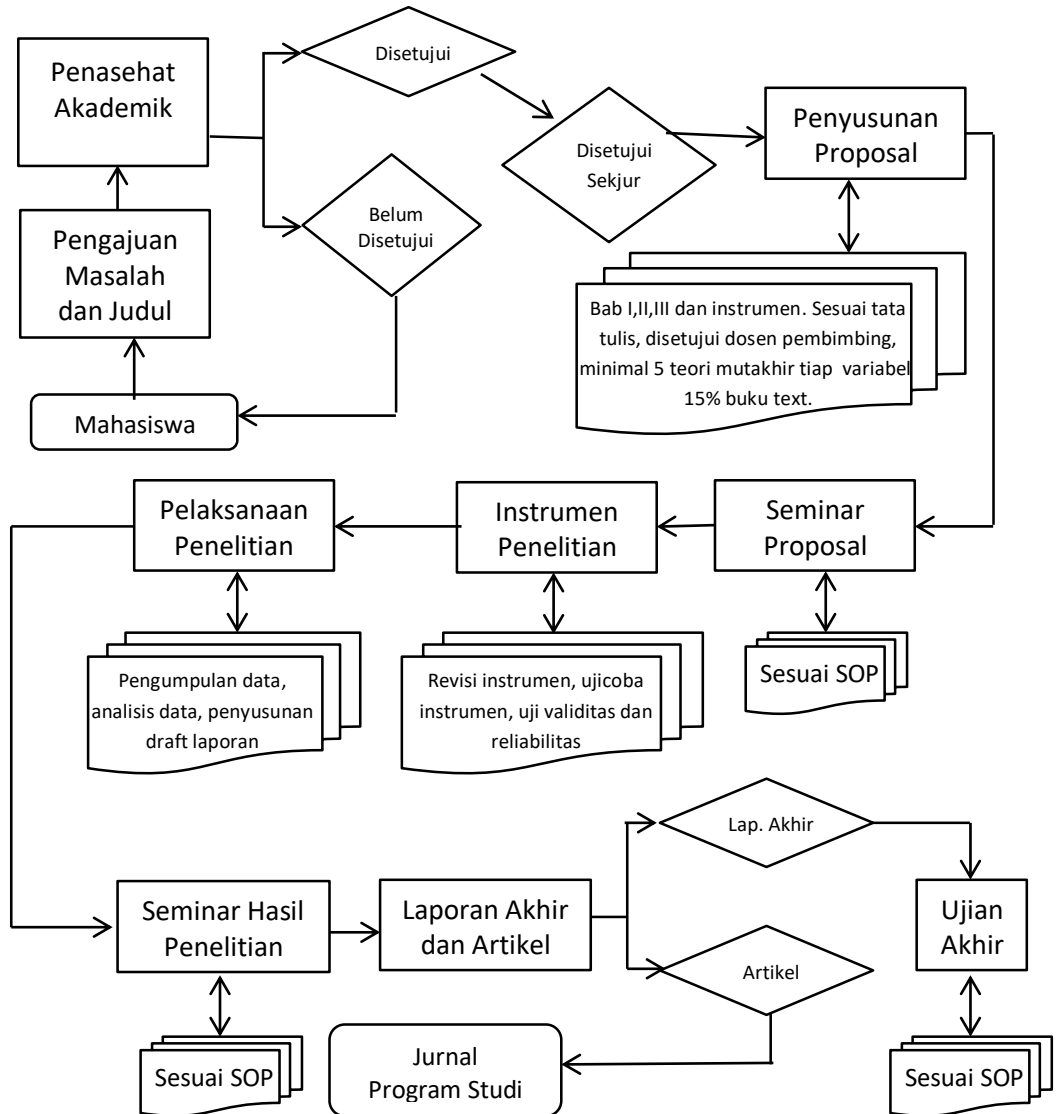 Penasehat
Akademik
Disetujui
Disetujui
Sekjur
Penyusunan
Proposal
Belum
Disetujui
Pengajuan
Masalah
dan Judul
Mahasiswa
Bab I,II,III dan instrumen. Sesuai tata
tulis, disetujui dosen pembimbing,
minimal 5 teori mutakhir tiap variabel
15% buku text.
Pelaksanaan
Penelitian
Instrumen
Penelitian
Seminar
Proposal
Pengumpulan data,
analisis data, penyusunan
draft laporan
Revisi instrumen, ujicoba
instrumen, uji validitas dan
reliabilitas
Sesuai SOP
Lap. Akhir
Seminar Hasil
Penelitian
Laporan Akhir
dan Artikel
Artikel
Ujian
Akhir
Sesuai SOP
Jurnal
Program Studi
Sesuai SOP